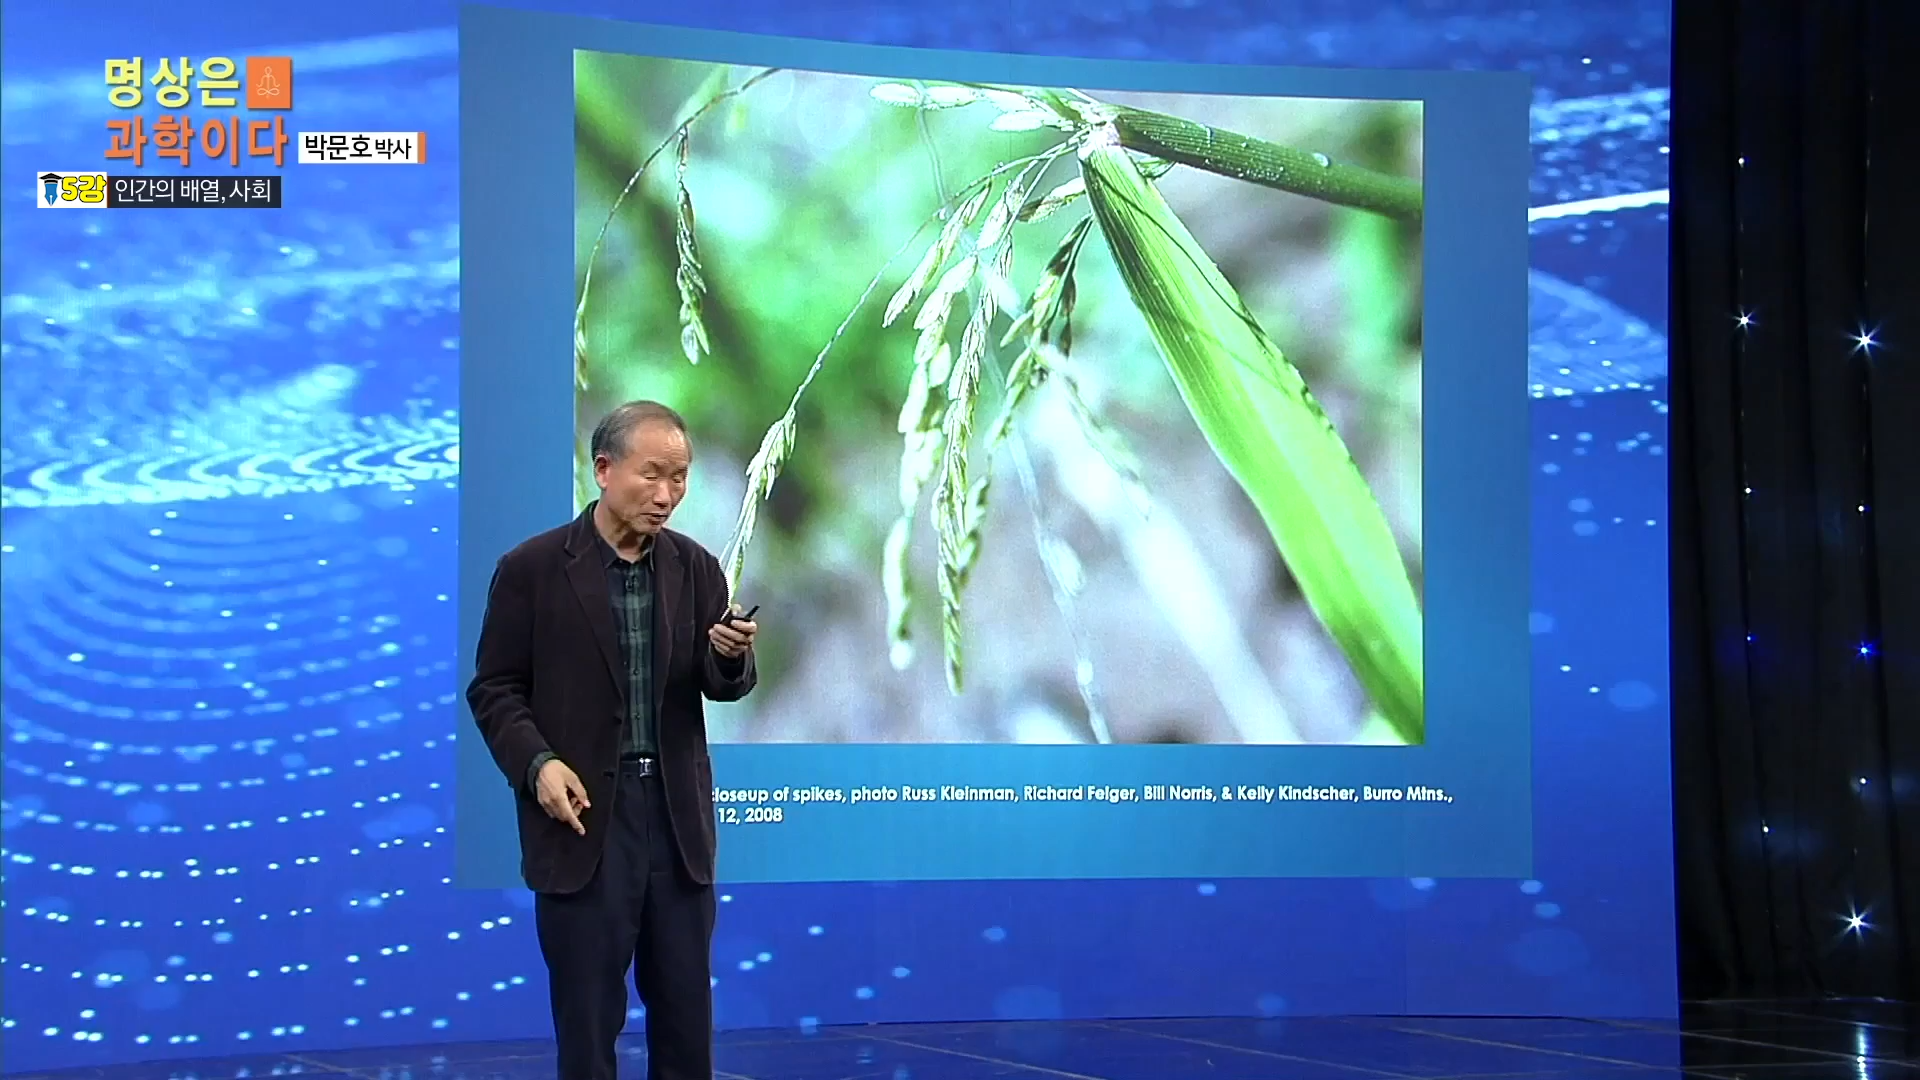 명상은
과학이다
박문호 박사
5강 인간의 배열, 사회
closeup of spikes, photo Russ Kleinman, Richard Felger, Bill Norris, & Kelly Kindscher, Burro Mtns.,
12, 2008